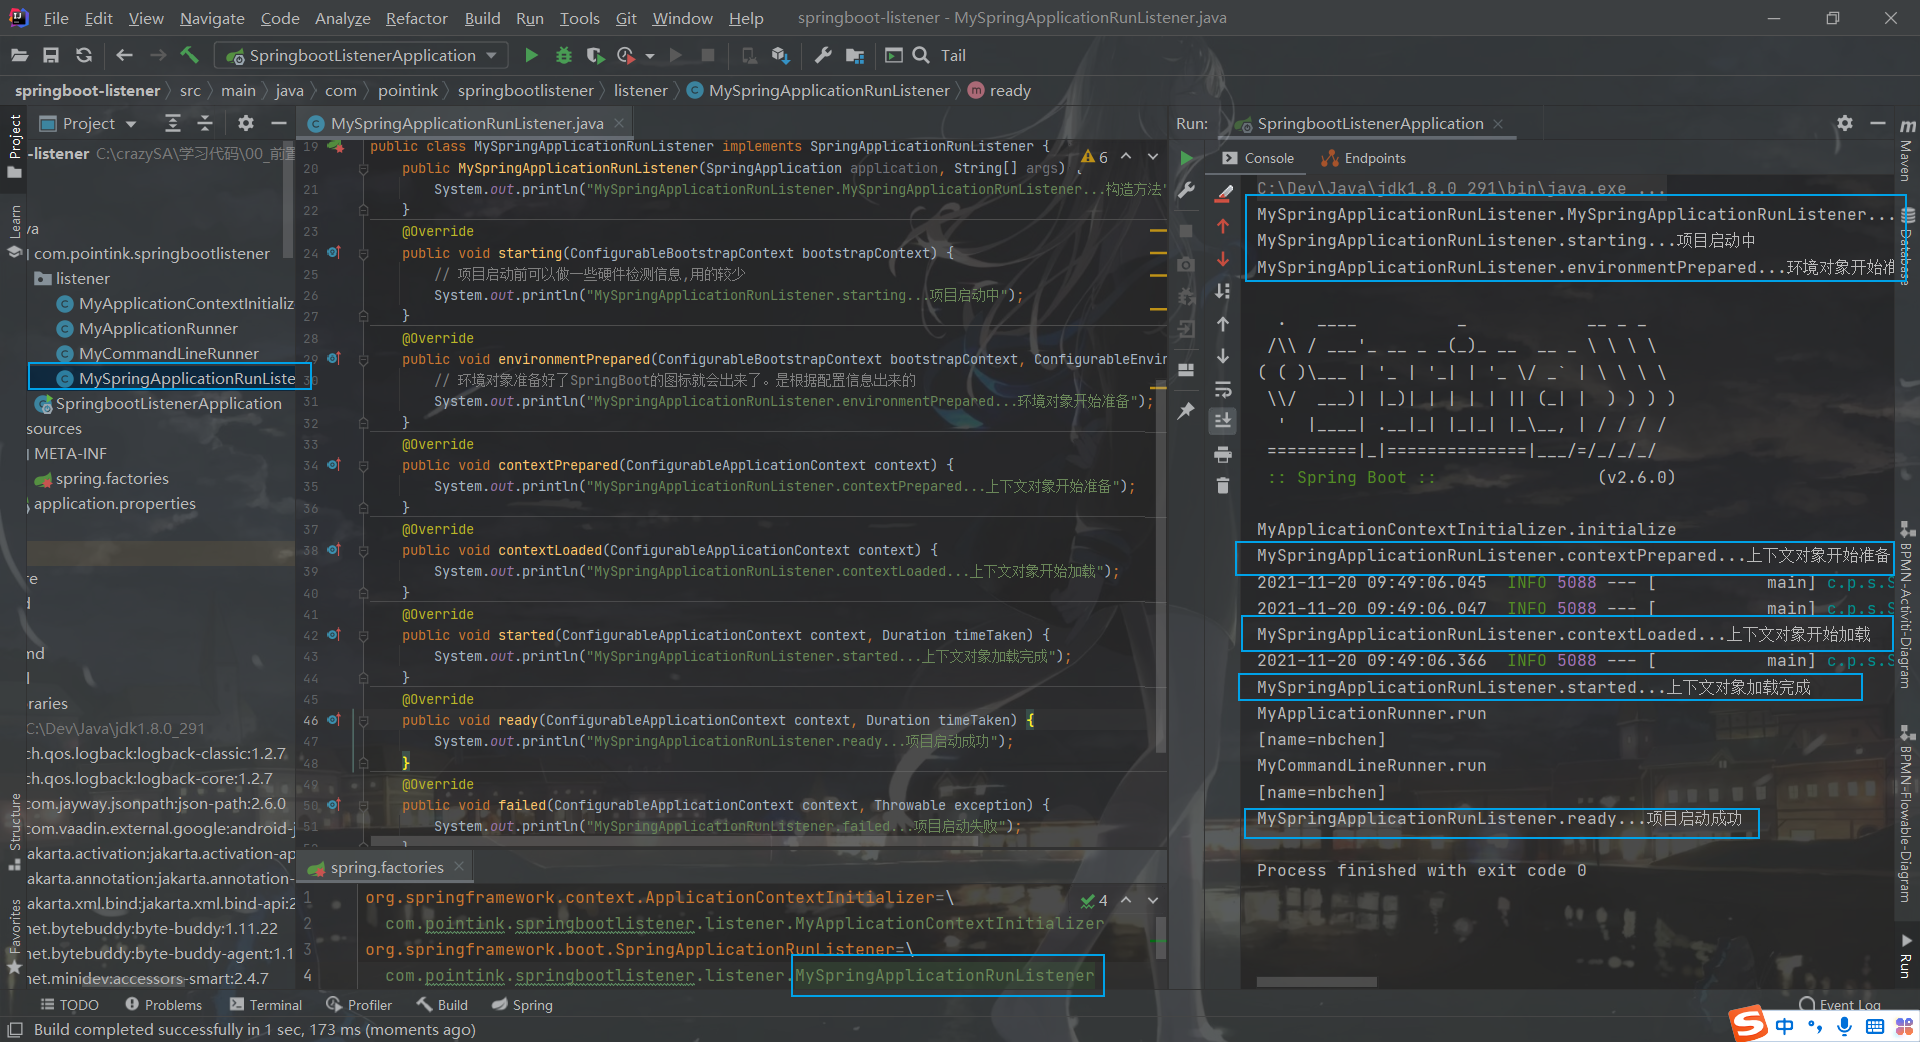 File Edit View Navigate Code Analyze Refactor Build Run Tools Git Window Help springboot-listener - MySpringApplicationRunListener.java
SpringbootListenerApplication Tail
springboot-listener src main java com pointink springbootlistener listener MySpringApplicationRunListener ready
Project
Learn
Structure
Favorites
Project
-listener C:\crazySA\学习代码\00_前置
va
com.pointink.springbootlistener
listener
MyApplicationContextInitializ
MyApplicationRunner
MyCommandLineRunner
MySpringApplicationRunListe
SpringbootListenerApplication
sources
META-INF
spring.factories
application.properties
re
d
md
l
raries
C:\Dev\Java\jdk1.8.0_291
ch.qos.logback:logback-classic:1.2.7
ch.qos.logback:logback-core:1.2.7
com.jayway.jsonpath:json-path:2.6.0
com.vaadin.external.google:android-j
jakarta.activation:jakarta.activation-ap
jakarta.annotation:jakarta.annotation-
jakarta.xml.bind:jakarta.xml.bind-api:2
net.bytebuddy:byte-buddy:1.11.22
net.bytebuddy:byte-buddy-agent:1.1
net.minidev:accessors-smart:2.4.7
MySpringApplicationRunListener.java
6
19 public class MySpringApplicationRunListener implements SpringApplicationRunListener {
20 public MySpringApplicationRunListener(SpringApplication application, String[] args) {
21 System.out.println("MySpringApplicationRunListener.MySpringApplicationRunListener...构造方法"
22 }
23 @Override
24 public void starting(ConfigurableBootstrapContext bootstrapContext) {
25 // 项目启动前可以做一些硬件检测信息,用的较少
26 System.out.println("MySpringApplicationRunListener.starting...项目启动中");
27 }
28 @Override
29 public void environmentPrepared(ConfigurableBootstrapContext bootstrapContext, ConfigurableEnvir
30 // 环境对象准备好了SpringBoot的图标就会出来了。是根据配置信息出来的
31 System.out.println("MySpringApplicationRunListener.environmentPrepared...环境对象开始准备");
32 }
33 @Override
34 public void contextPrepared(ConfigurableApplicationContext context) {
35 System.out.println("MySpringApplicationRunListener.contextPrepared...上下文对象开始准备");
36 }
37 @Override
38 public void contextLoaded(ConfigurableApplicationContext context) {
39 System.out.println("MySpringApplicationRunListener.contextLoaded...上下文对象开始加载");
40 }
41 @Override
42 public void started(ConfigurableApplicationContext context, Duration timeTaken) {
43 System.out.println("MySpringApplicationRunListener.started...上下文对象加载完成");
44 }
45 @Override
46 public void ready(ConfigurableApplicationContext context, Duration timeTaken) {
47 System.out.println("MySpringApplicationRunListener.ready...项目启动成功");
48 }
49 @Override
50 public void failed(ConfigurableApplicationContext context, Throwable exception) {
51 System.out.println("MySpringApplicationRunListener.failed...项目启动失败");
spring.factories
4
1 org.springframework.context.ApplicationContextInitializer=\
2 com.pointink.springbootlistener.listener.MyApplicationContextInitializer
3 org.springframework.boot.SpringApplicationRunListener=\
4 com.pointink.springbootlistener.listener.MySpringApplicationRunListener
Run: SpringbootListenerApplication
Console Endpoints
C:\Dev\Java\jdk1.8.0_291\bin\java.exe ...
MySpringApplicationRunListener.MySpringApplicationRunListener...
MySpringApplicationRunListener.starting...项目启动中
MySpringApplicationRunListener.environmentPrepared...环境对象开始准
  .   ____          _            __ _ _
 /\\ / ___'_ __ _ _(_)_ __  __ _ \ \ \ \
( ( )\___ | '_ | '_| | '_ \/ _` | \ \ \ \
 \\/  ___)| |_)| | | | | || (_| |  ) ) ) )
  '  |____| .__|_| |_|_| |_\__, | / / / /
 =========|_|==============|___/=/_/_/_/
:: Spring Boot :: (v2.6.0)
MyApplicationContextInitializer.initialize
MySpringApplicationRunListener.contextPrepared...上下文对象开始准备
2021-11-20 09:49:06.045 INFO 5088 --- [ main] c.p.s.S
2021-11-20 09:49:06.047 INFO 5088 --- [ main] c.p.s.S
MySpringApplicationRunListener.contextLoaded...上下文对象开始加载
2021-11-20 09:49:06.366 INFO 5088 --- [ main] c.p.s.S
MySpringApplicationRunListener.started...上下文对象加载完成
MyApplicationRunner.run
[name=nbchen]
MyCommandLineRunner.run
[name=nbchen]
MySpringApplicationRunListener.ready...项目启动成功
Process finished with exit code 0
Maven
Database
BPMN-Activiti-Diagram
BPMN-Flowable-Diagram
Run
TODO Problems Terminal Profiler Build Spring Event Log
Build completed successfully in 1 sec, 173 ms (moments ago)
中